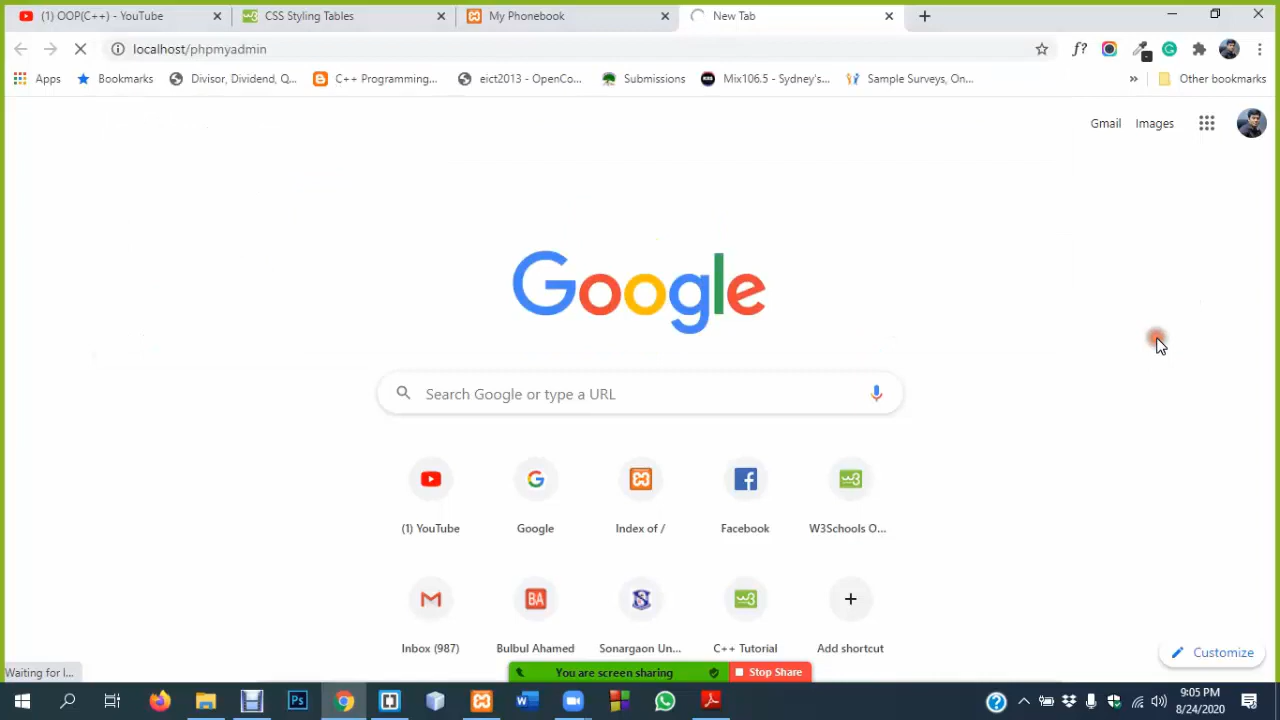 (1) OOP(C++) - YouTube
CSS Styling Tables
My Phonebook
New Tab
localhost/phpmyadmin
f?
Apps
Bookmarks
Divisor, Dividend, Q...
C++ Programming...
eict2013 - OpenCo...
Submissions
Mix106.5 - Sydney's...
Sample Surveys, On...
»
Other bookmarks
Gmail
Images
Google
Search Google or type a URL
(1) YouTube
Google
Index of /
Facebook
W3Schools O...
BA
Inbox (987)
Bulbul Ahamed
Sonargaon Un...
C++ Tutorial
Add shortcut
Customize
Waiting for l...
You are screen sharing
Stop Share
Ps
9:05 PM
8/24/2020